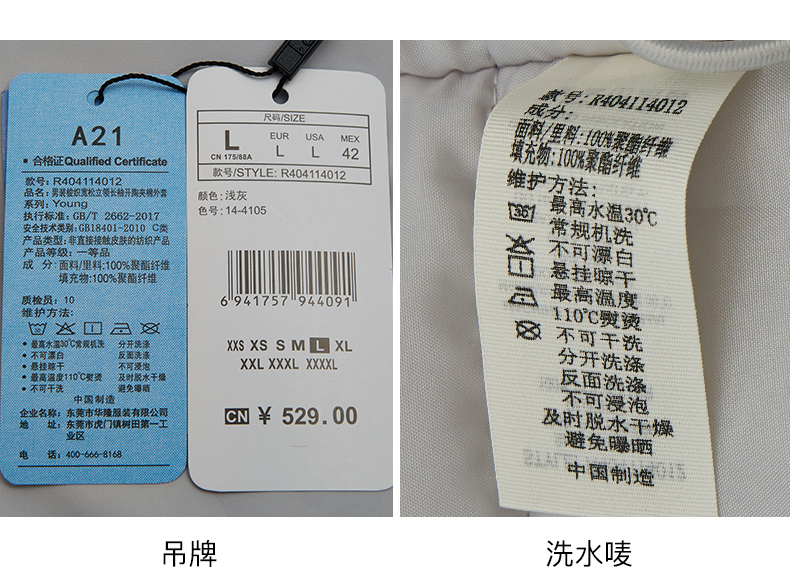 A21
合格证Qualified Certificate
款号: R404114012
品名: 男装梭织宽松立领长袖开胸夹棉外套
系列: Young
执行标准: GB/T 2662-2017
安全技术类别: GB18401-2010 C类
产品类型: 非直接接触皮肤的纺织产品
产品等级: 一等品
成 分: 面料/里料:100%聚酯纤维
填充物:100%聚酯纤维
质检员: 10
维护方法:
• 最高水温30℃常规机洗 分开洗涤
• 不可漂白 反面洗涤
• 悬挂晾干 不可浸泡
• 最高温度110℃熨烫 及时脱水干燥
• 不可干洗 避免曝晒
中国制造
企业名称: 东莞市华隆服装有限公司
地 址: 东莞市虎门镇树田第一工
业区
电 话: 400-666-8168
尺码/SIZE
L EUR USA MEX
CN 175/88A L L 42
款号/STYLE: R404114012
颜色: 浅灰
色号: 14-4105
6 941757 944091
XXS XS S M L XL
XXL XXXL XXXXL
CN ¥ 529.00
款号: R404114012
成分:
面料/里料:100%聚酯纤维
填充物:100%聚酯纤维
维护方法:
最高水温30℃
常规机洗
不可漂白
悬挂晾干
最高温度
110℃熨烫
不可干洗
分开洗涤
反面洗涤
不可浸泡
及时脱水干燥
避免曝晒
中国制造
吊牌
洗水唛